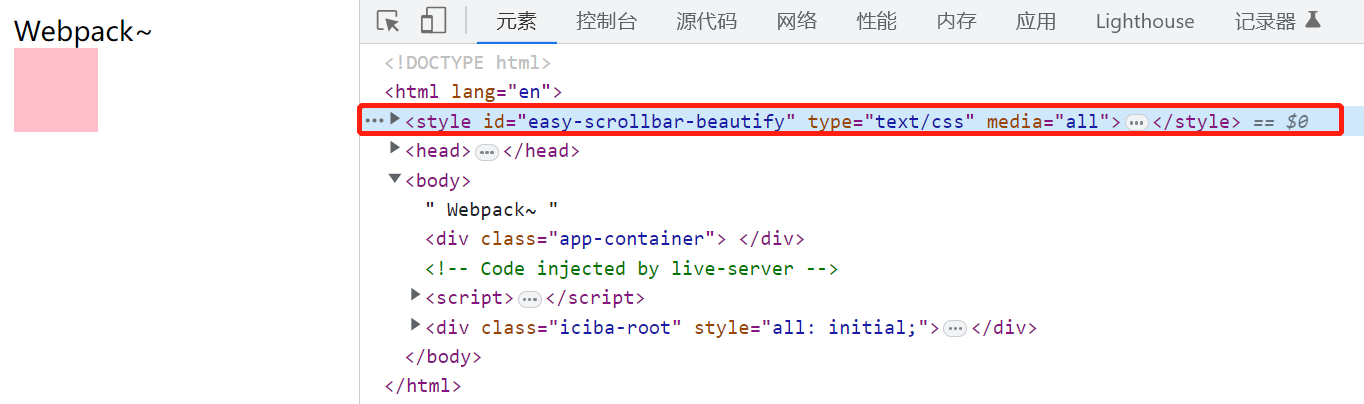 Webpack~
元素 控制台 源代码 网络 性能 内存 应用 Lighthouse 记录器
<!DOCTYPE html>
<html lang="en">
<style id="easy-scrollbar-beautify" type="text/css" media="all">…</style> == $0
<head>…</head>
<body>
" Webpack~ "
<div class="app-container"> </div>
<!-- Code injected by live-server -->
<script>…</script>
<div class="iciba-root" style="all: initial;">…</div>
</body>
</html>